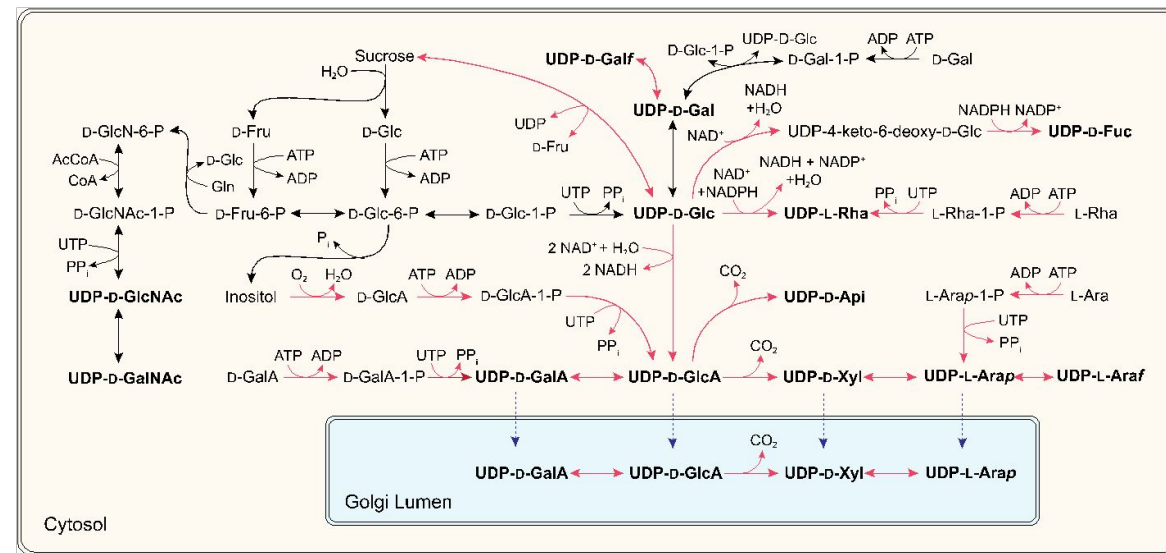 Sucrose
H₂O
UDP-D-Galf
D-Glc-1-P
UDP-D-Glc
D-Gal-1-P
ADP ATP
D-Gal
UDP-D-Gal
UDP
D-Fru
NAD⁺
NADH
+H₂O
UDP-4-keto-6-deoxy-D-Glc
NADPH NADP⁺
UDP-D-Fuc
D-GlcN-6-P
D-Fru
D-Glc
AcCoA
CoA
D-Glc
Gln
ATP
ADP
ATP
ADP
D-GlcNAc-1-P
D-Fru-6-P
D-Glc-6-P
D-Glc-1-P
UTP PPi
UDP-D-Glc
NAD⁺
+NADPH
NADH + NADP⁺
+H₂O
UDP-L-Rha
PPi UTP
L-Rha-1-P
ADP ATP
L-Rha
UTP
PPi
Pi
2 NAD⁺ + H₂O
2 NADH
UDP-D-GlcNAc
Inositol
O₂ H₂O
D-GlcA
ATP ADP
D-GlcA-1-P
UTP
PPi
CO₂
UDP-D-Api
L-Arap-1-P
ADP ATP
L-Ara
UTP
PPi
UDP-D-GalNAc
D-GalA
ATP ADP
D-GalA-1-P
UTP PPi
UDP-D-GalA
UDP-D-GlcA
CO₂
UDP-D-Xyl
UDP-L-Arap
UDP-L-Araf
UDP-D-GalA
UDP-D-GlcA
CO₂
UDP-D-Xyl
UDP-L-Arap
Golgi Lumen
Cytosol